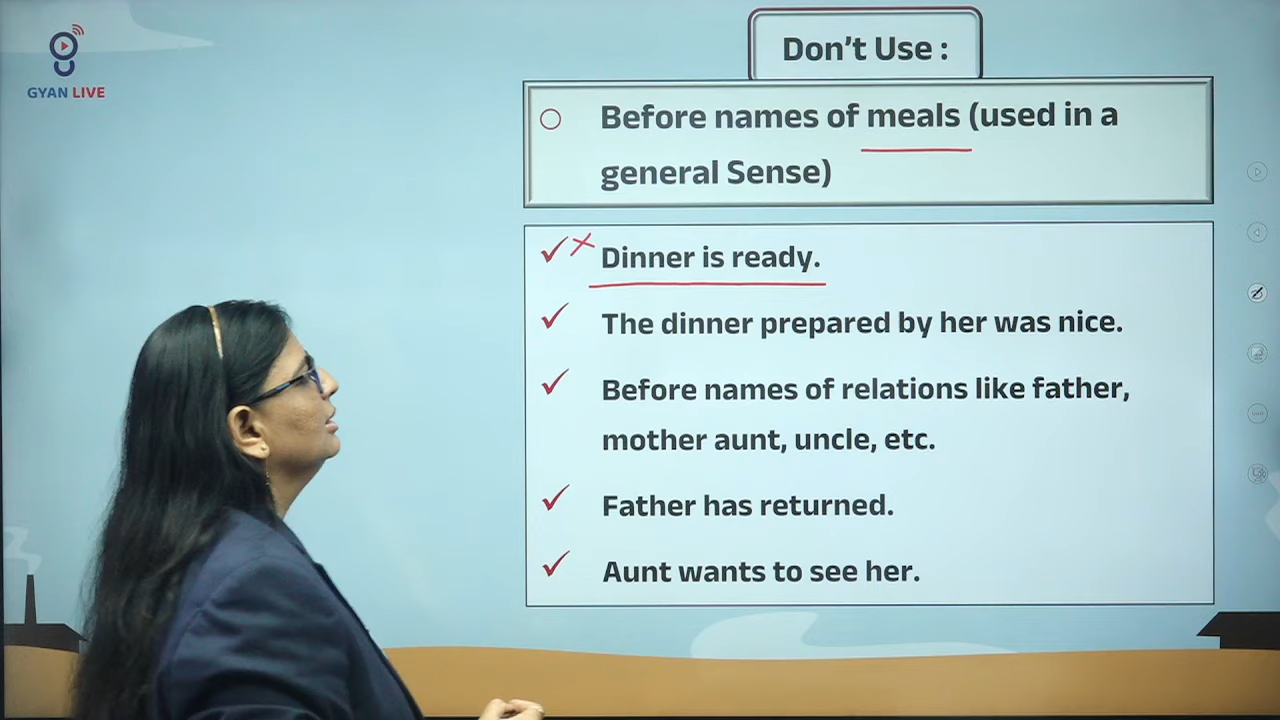 GYAN LIVE
Don't Use :
Before names of meals (used in a
general Sense)
Dinner is ready.
The dinner prepared by her was nice.
Before names of relations like father,
mother aunt, uncle, etc.
Father has returned.
Aunt wants to see her.